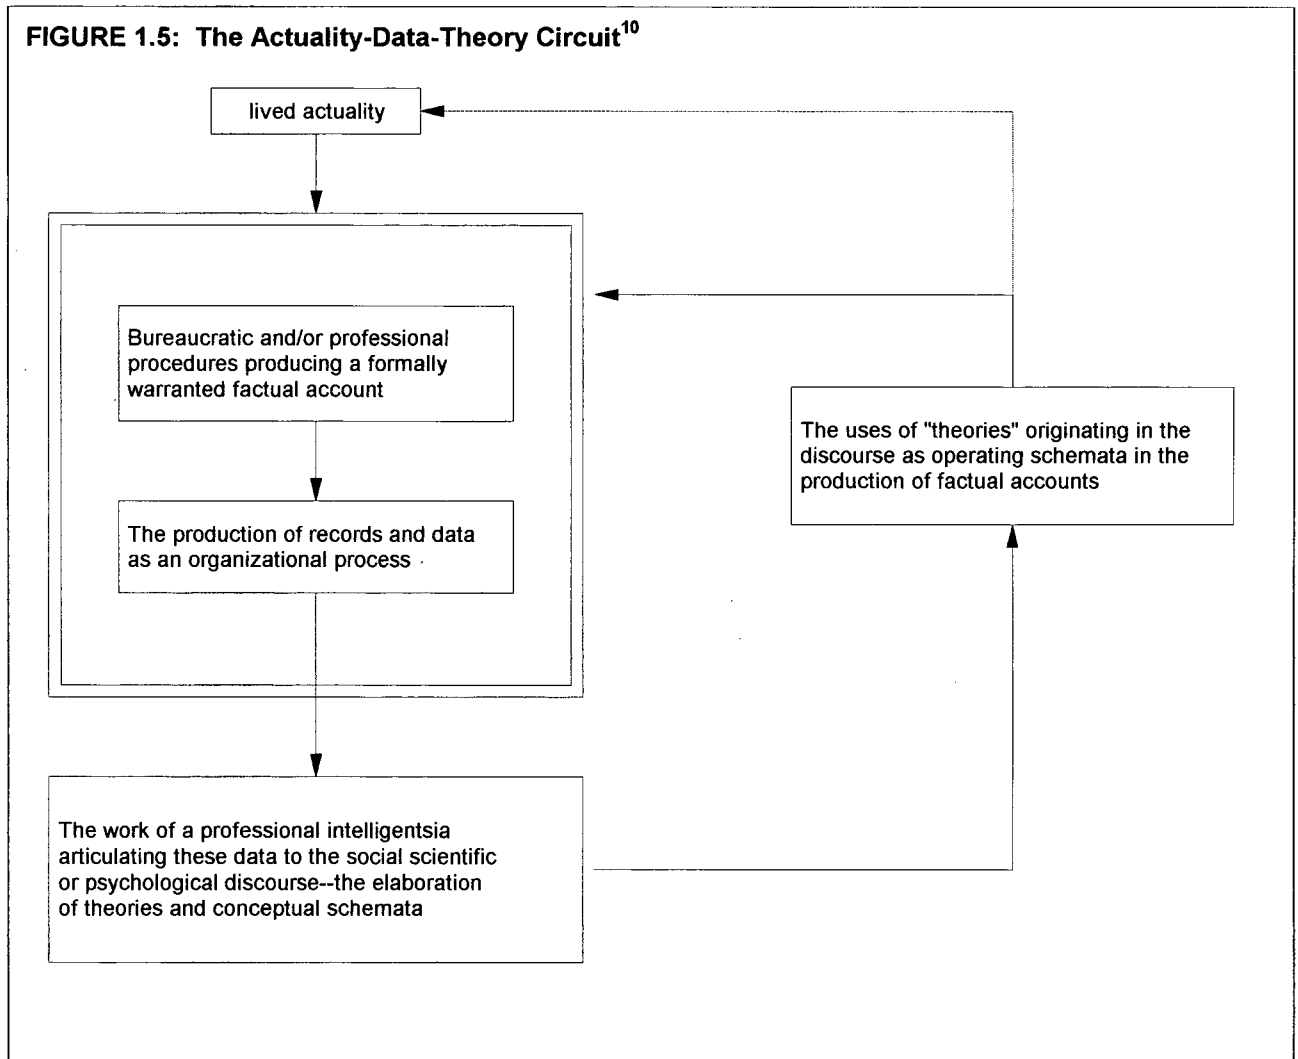 FIGURE 1.5: The Actuality-Data-Theory Circuit10
lived actuality
Bureaucratic and/or professional
procedures producing a formally
warranted factual account
The production of records and data
as an organizational process
The work of a professional intelligentsia
articulating these data to the social scientific
or psychological discourse--the elaboration
of theories and conceptual schemata
The uses of "theories" originating in the
discourse as operating schemata in the
production of factual accounts